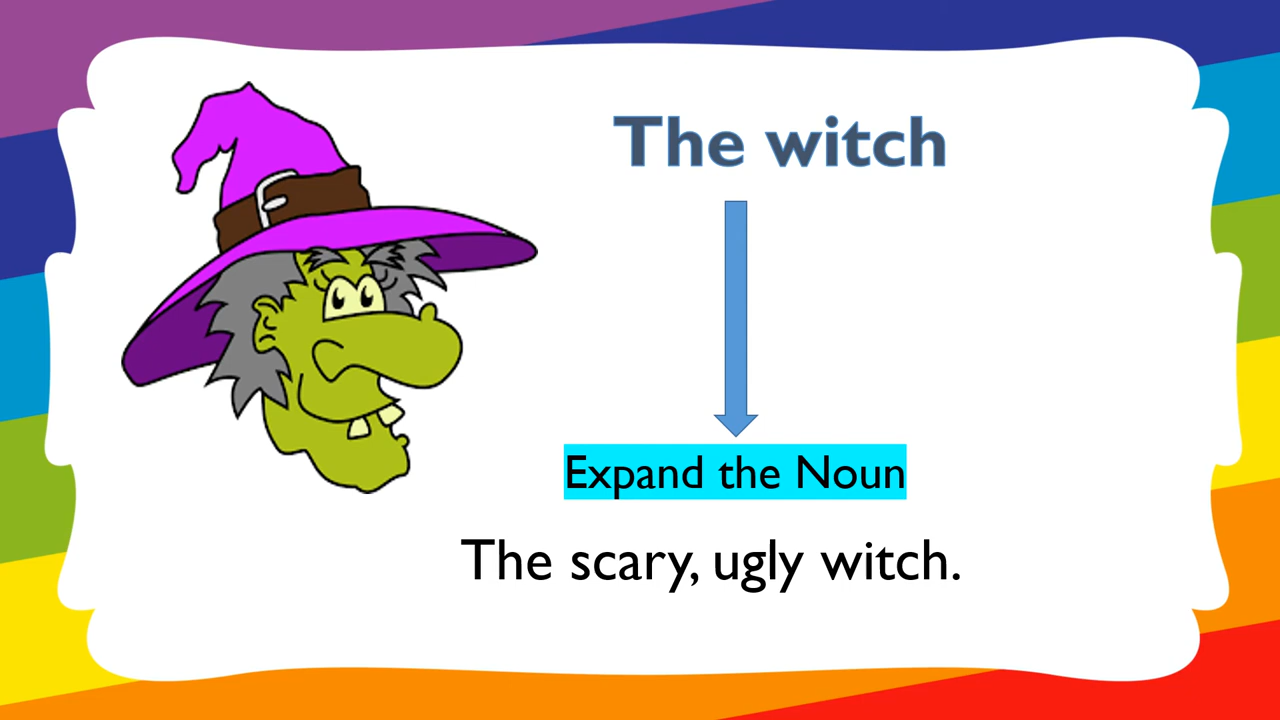 The witch
Expand the Noun
The scary, ugly witch.